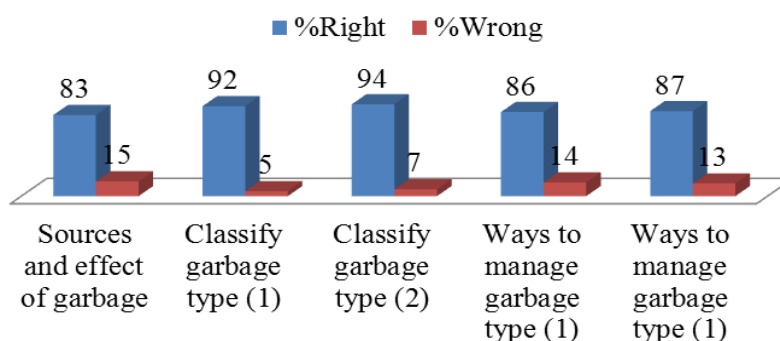 %Right %Wrong
83 15 92 5 94 7 86 14 87 13
Sources and effect of garbage
Classify garbage type (1)
Classify garbage type (2)
Ways to manage garbage type (1)
Ways to manage garbage type (1)